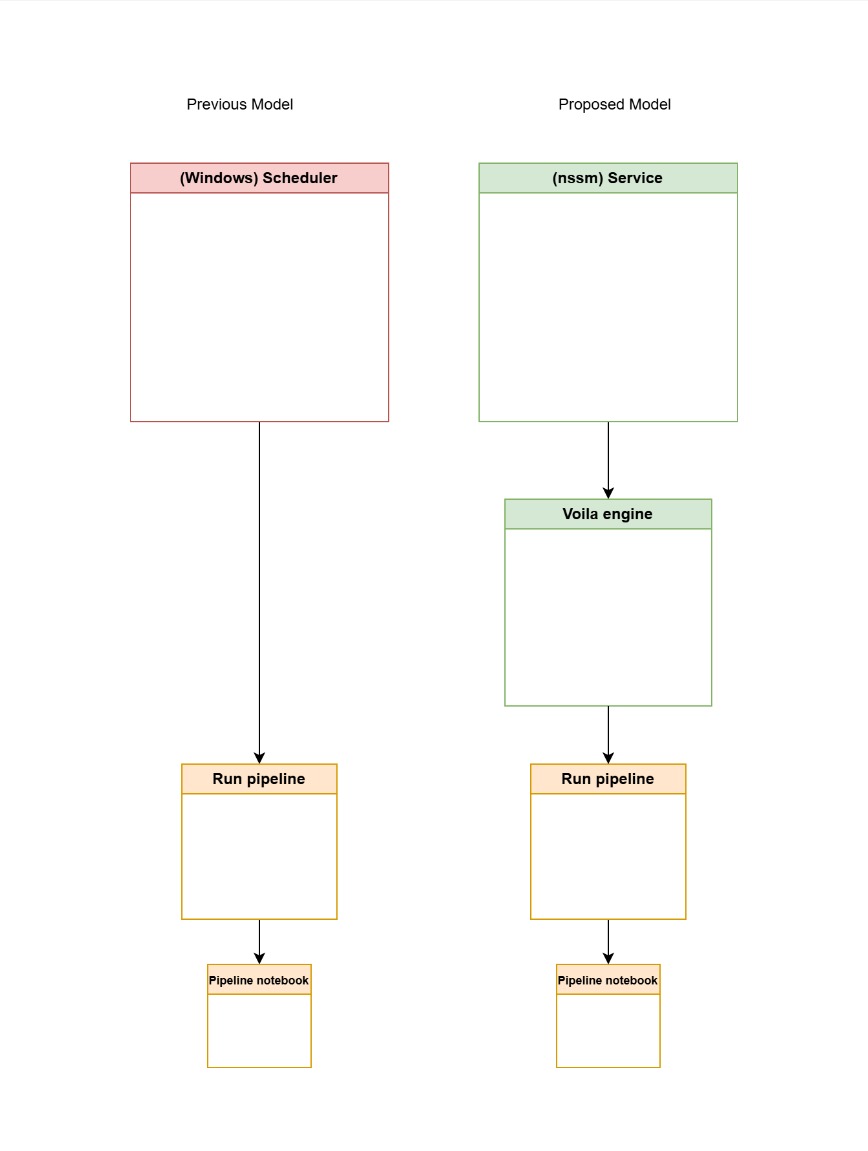 Previous Model
Proposed Model
(Windows) Scheduler
(nssm) Service
Voila engine
Run pipeline
Run pipeline
Pipeline notebook
Pipeline notebook